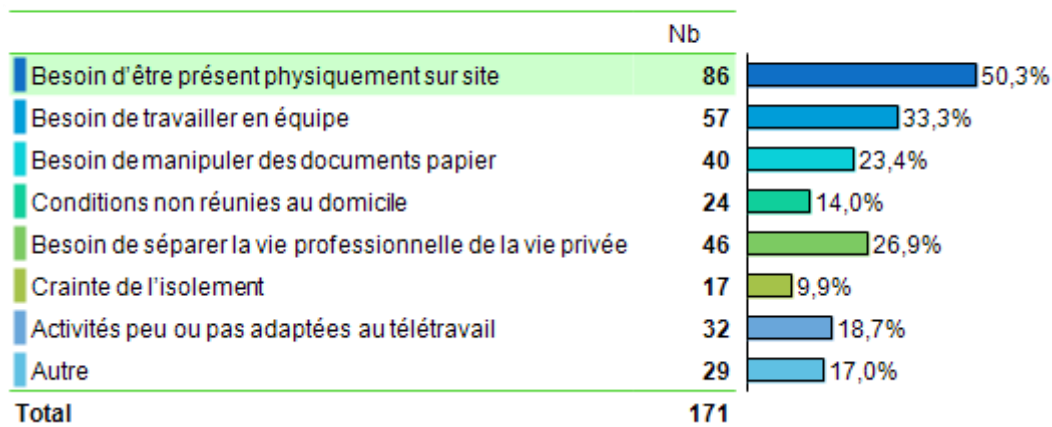 Nb
Besoin d'être présent physiquement sur site 86 50,3%
Besoin de travailler en équipe 57 33,3%
Besoin de manipuler des documents papier 40 23,4%
Conditions non réunies au domicile 24 14,0%
Besoin de séparer la vie professionnelle de la vie privée 46 26,9%
Crainte de l'isolement 17 9,9%
Activités peu ou pas adaptées au télétravail 32 18,7%
Autre 29 17,0%
Total 171